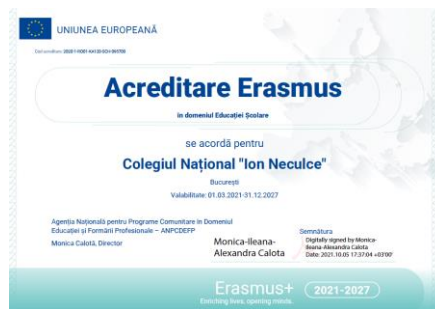 UNIUNEA EUROPEANĂ
Acreditare Erasmus
în domeniul Educației Școlare
se acordă pentru
Colegiul Național "Ion Neculce"
București
Valabilitate: 01.03.2021-31.12.2027
Agenția Națională pentru Programe Comunitare în Domeniul
Educației și Formării Profesionale – ANPCDEFP
Monica Calotă, Director
Semnătura
Monica-Ileana-
Alexandra Calota
Digitally signed by Monica-
Ileana-Alexandra Calota
Date: 2021.10.05 17:37:04 +03'00'
Erasmus+ (2021-2027)
Enriching lives, opening minds.